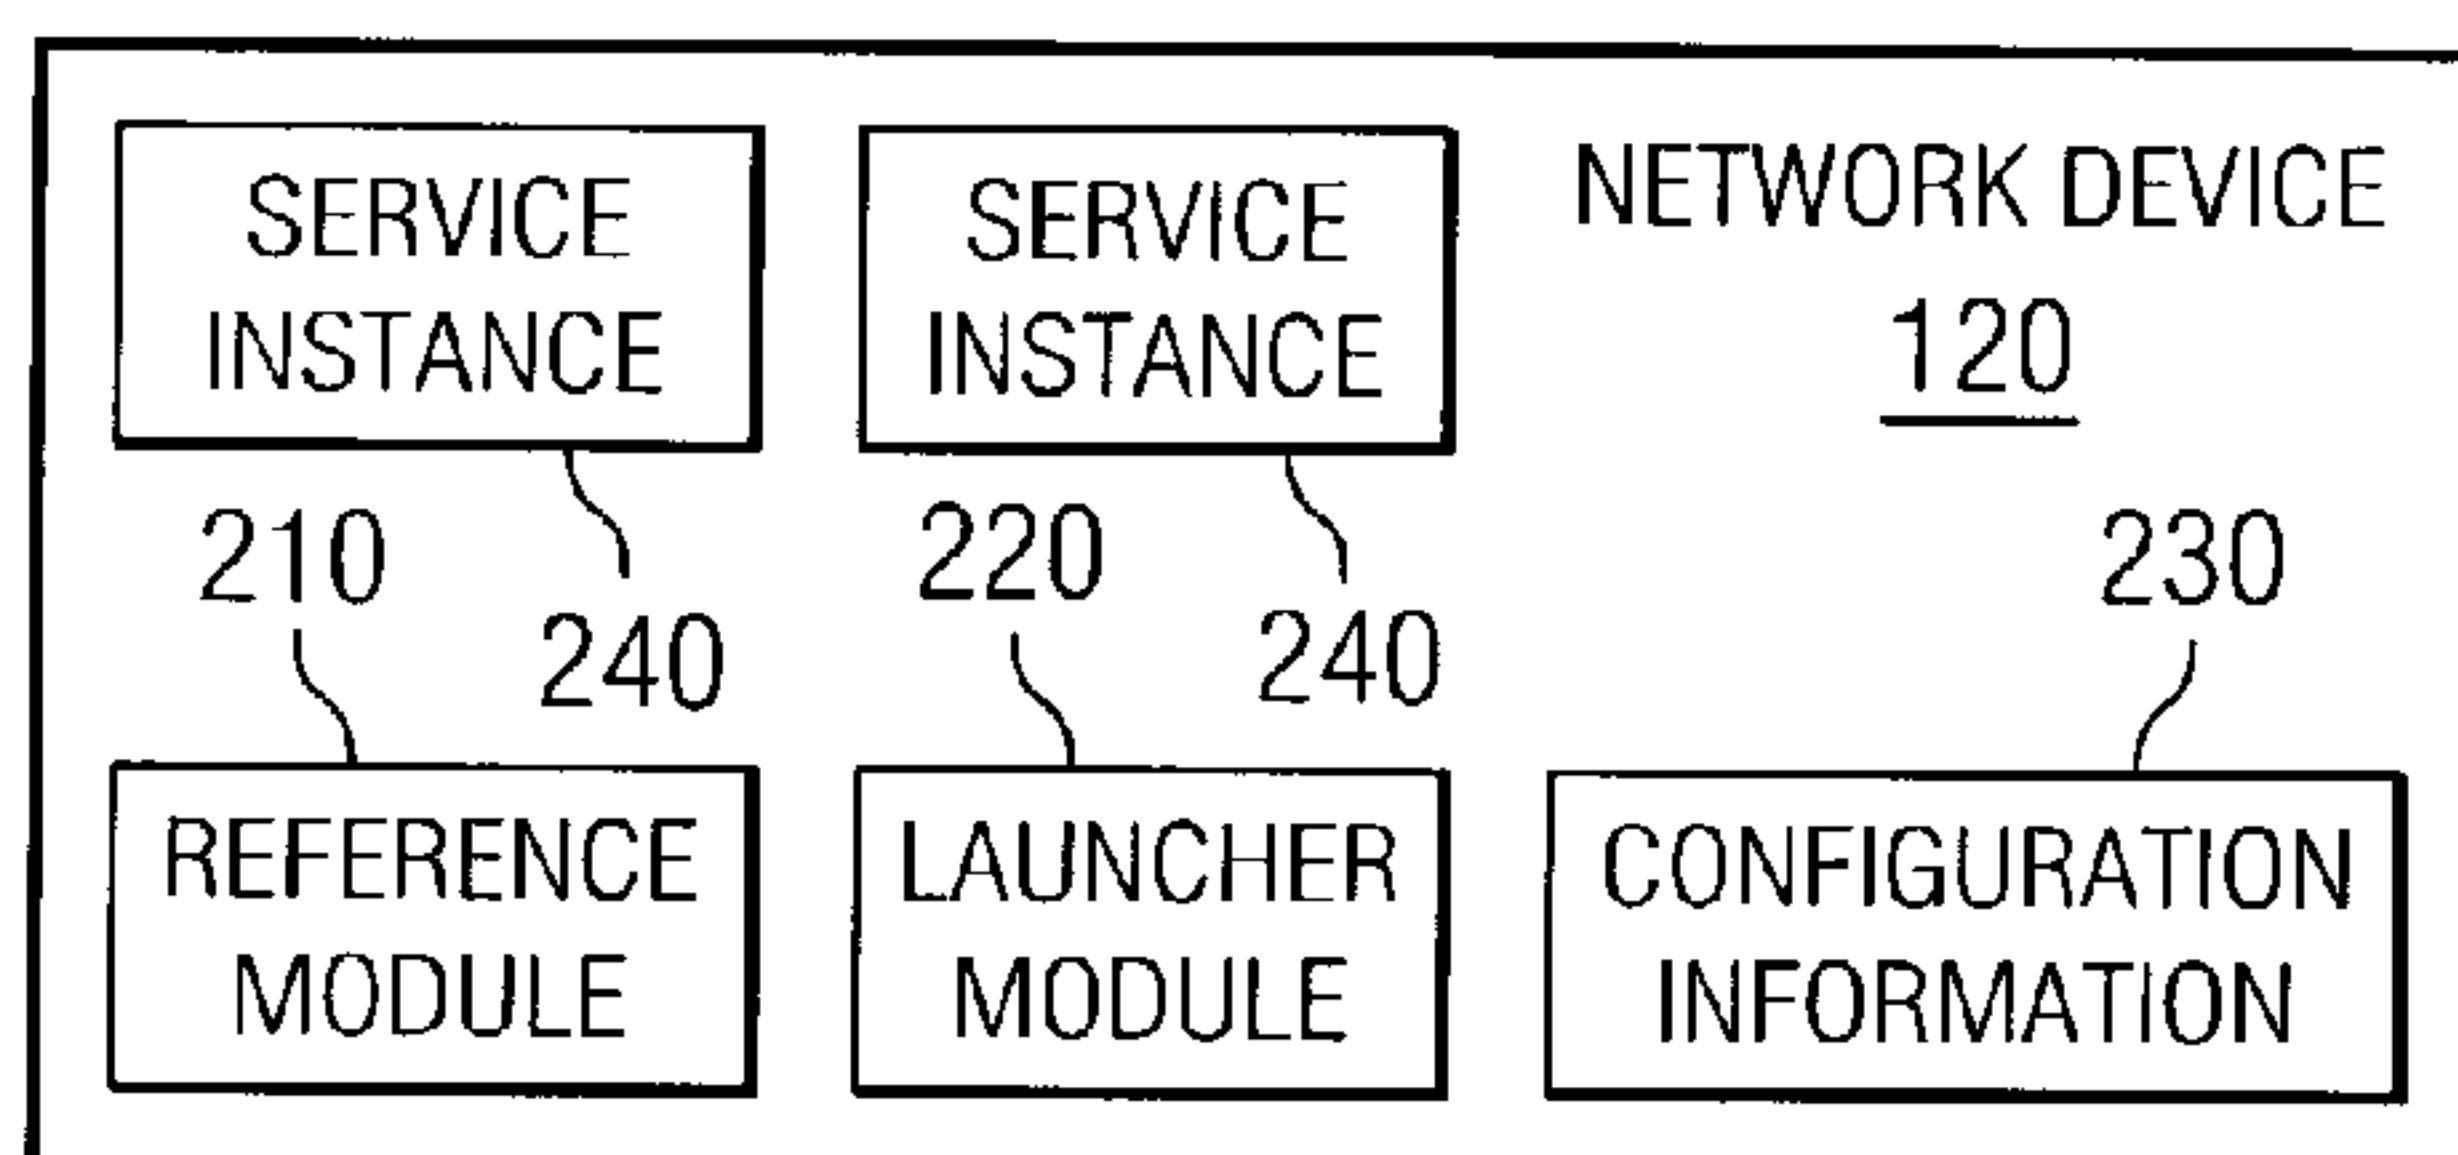 SERVICE
INSTANCE
SERVICE
INSTANCE
NETWORK DEVICE
120
210
240
220
240
230
REFERENCE
MODULE
LAUNCHER
MODULE
CONFIGURATION
INFORMATION